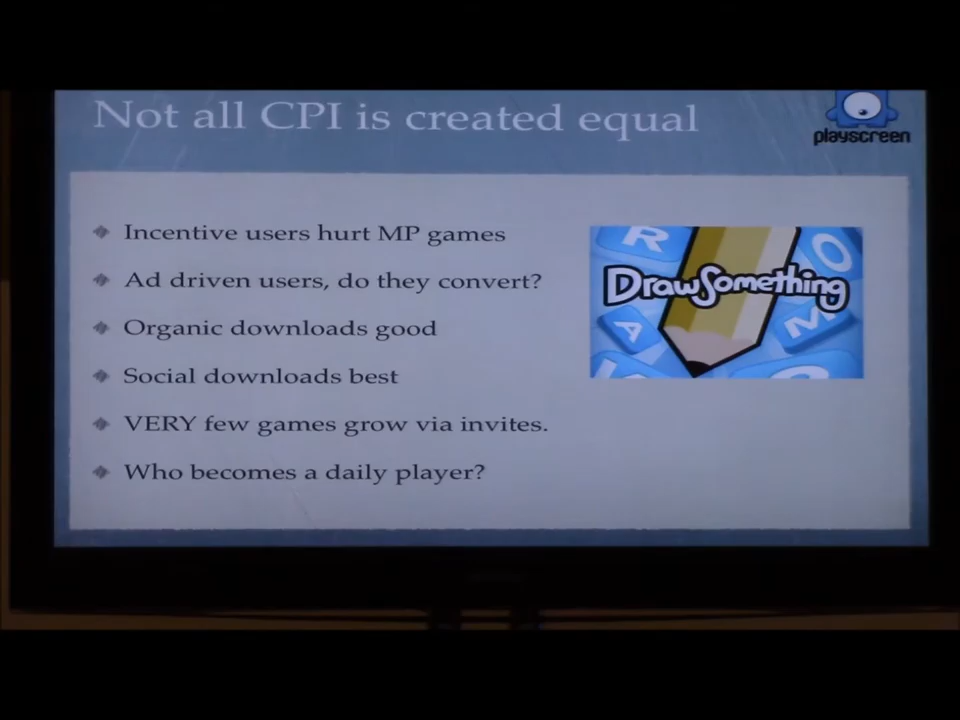 Not all CPI is created equal
playscreen
Incentive users hurt MP games
Ad driven users, do they convert?
Organic downloads good
Social downloads best
VERY few games grow via invites.
Who becomes a daily player?
R
O
DrawSomething
A
M